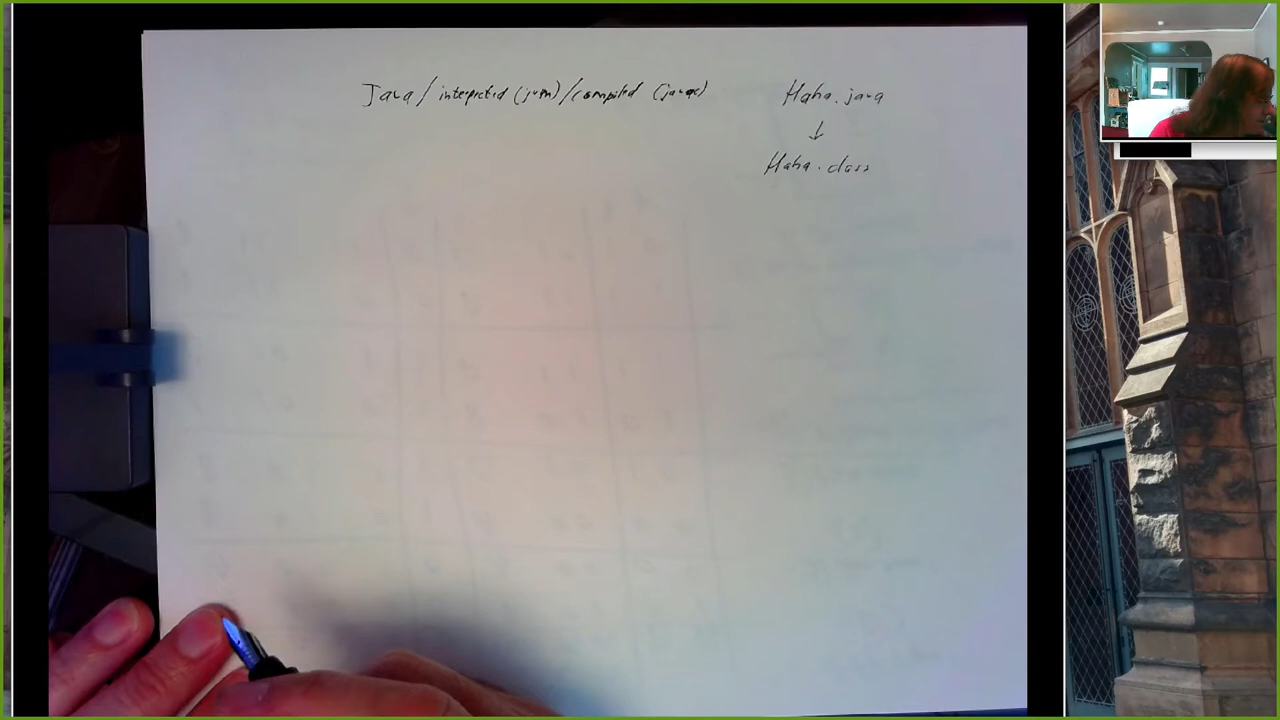 Java / interpreted (jvm) / compiled (javac)
Haha.java
↓
Haha.class